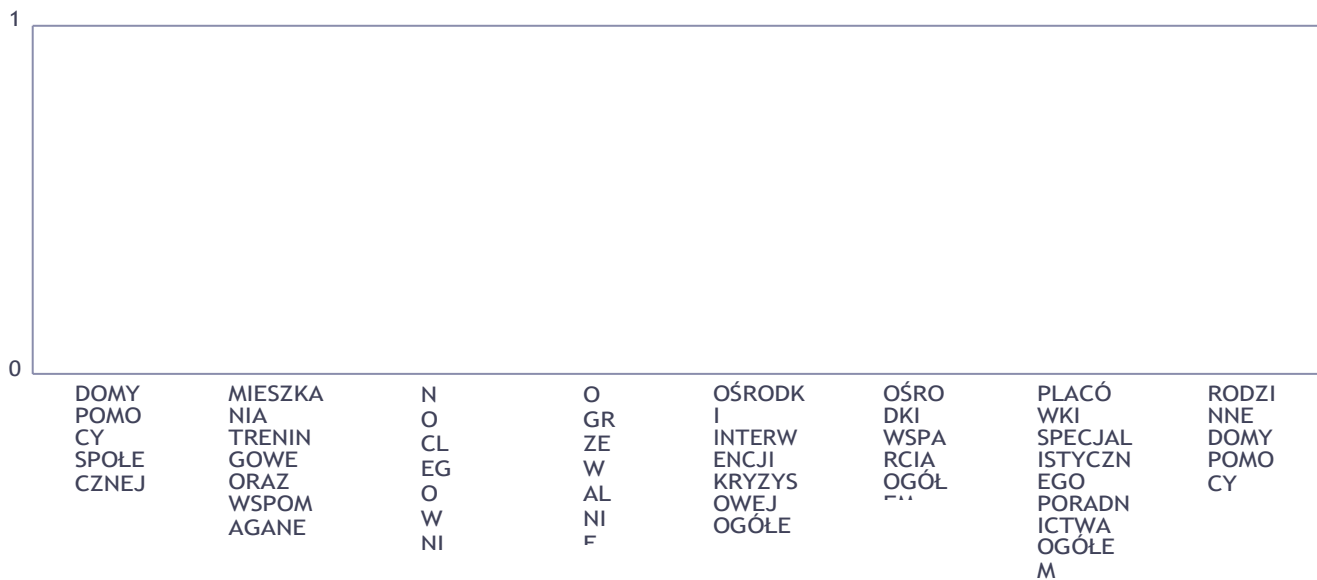 1
0
DOMY
POMO
CY
SPOŁE
CZNEJ
MIESZKA
NIA
TRENIN
GOWE
ORAZ
WSPOM
AGANE
N
O
CL
EG
O
W
NI
O
GR
ZE
W
AL
NI
E
OŚRODK
I
INTERW
ENCJI
KRYZYS
OWEJ
OGÓŁE
OŚRO
DKI
WSPA
RCIA
OGÓŁ
EM
PLACÓ
WKI
SPECJAL
ISTYCZN
EGO
PORADN
ICTWA
OGÓŁE
M
RODZI
NNE
DOMY
POMO
CY